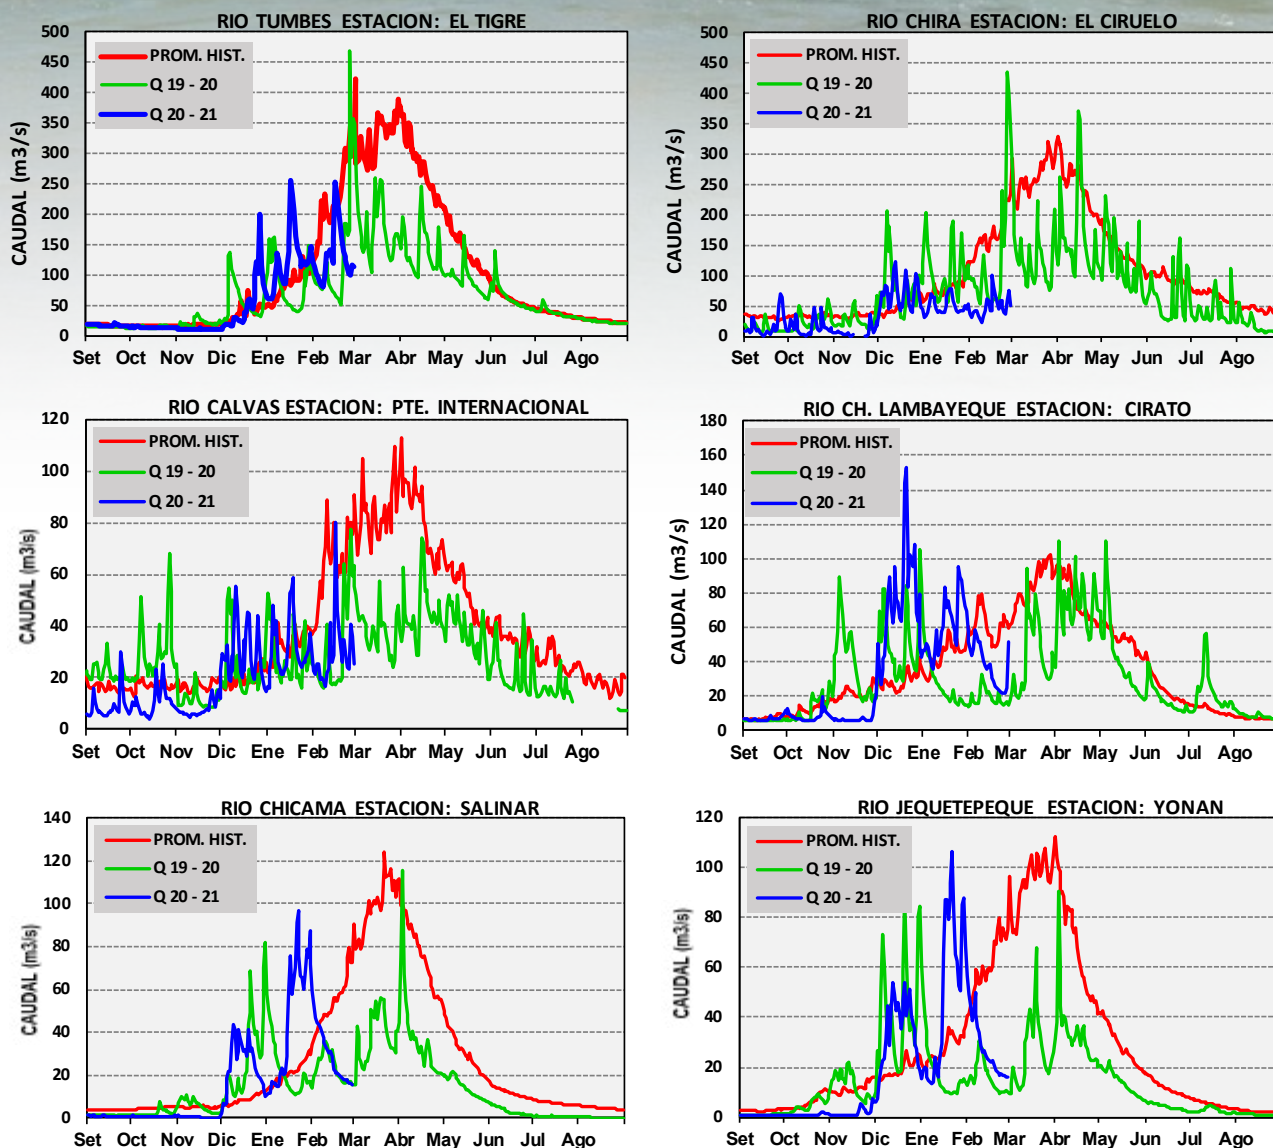 RIO TUMBES ESTACION: EL TIGRE
CAUDAL (m3/s)
500
450
400
350
300
250
200
150
100
50
0
PROM. HIST.
Q 19 - 20
Q 20 - 21
Set Oct Nov Dic Ene Feb Mar Abr May Jun Jul Ago
RIO CHIRA ESTACION: EL CIRUELO
CAUDAL (m3/s)
500
450
400
350
300
250
200
150
100
50
0
PROM. HIST.
Q 19 - 20
Q 20 - 21
Set Oct Nov Dic Ene Feb Mar Abr May Jun Jul Ago
RIO CALVAS ESTACION: PTE. INTERNACIONAL
CAUDAL (m3/s)
120
100
80
60
40
20
0
PROM. HIST.
Q 19 - 20
Q 20 - 21
Set Oct Nov Dic Ene Feb Mar Abr May Jun Jul Ago
RIO CH. LAMBAYEQUE ESTACION: CIRATO
CAUDAL (m3/s)
180
160
140
120
100
80
60
40
20
0
PROM. HIST.
Q 19 - 20
Q 20 - 21
Set Oct Nov Dic Ene Feb Mar Abr May Jun Jul Ago
RIO CHICAMA ESTACION: SALINAR
CAUDAL (m3/s)
140
120
100
80
60
40
20
0
PROM. HIST.
Q 19 - 20
Q 20 - 21
Set Oct Nov Dic Ene Feb Mar Abr May Jun Jul Ago
RIO JEQUETEPEQUE ESTACION: YONAN
CAUDAL (m3/s)
120
100
80
60
40
20
0
PROM. HIST.
Q 19 - 20
Q 20 - 21
Set Oct Nov Dic Ene Feb Mar Abr May Jun Jul Ago